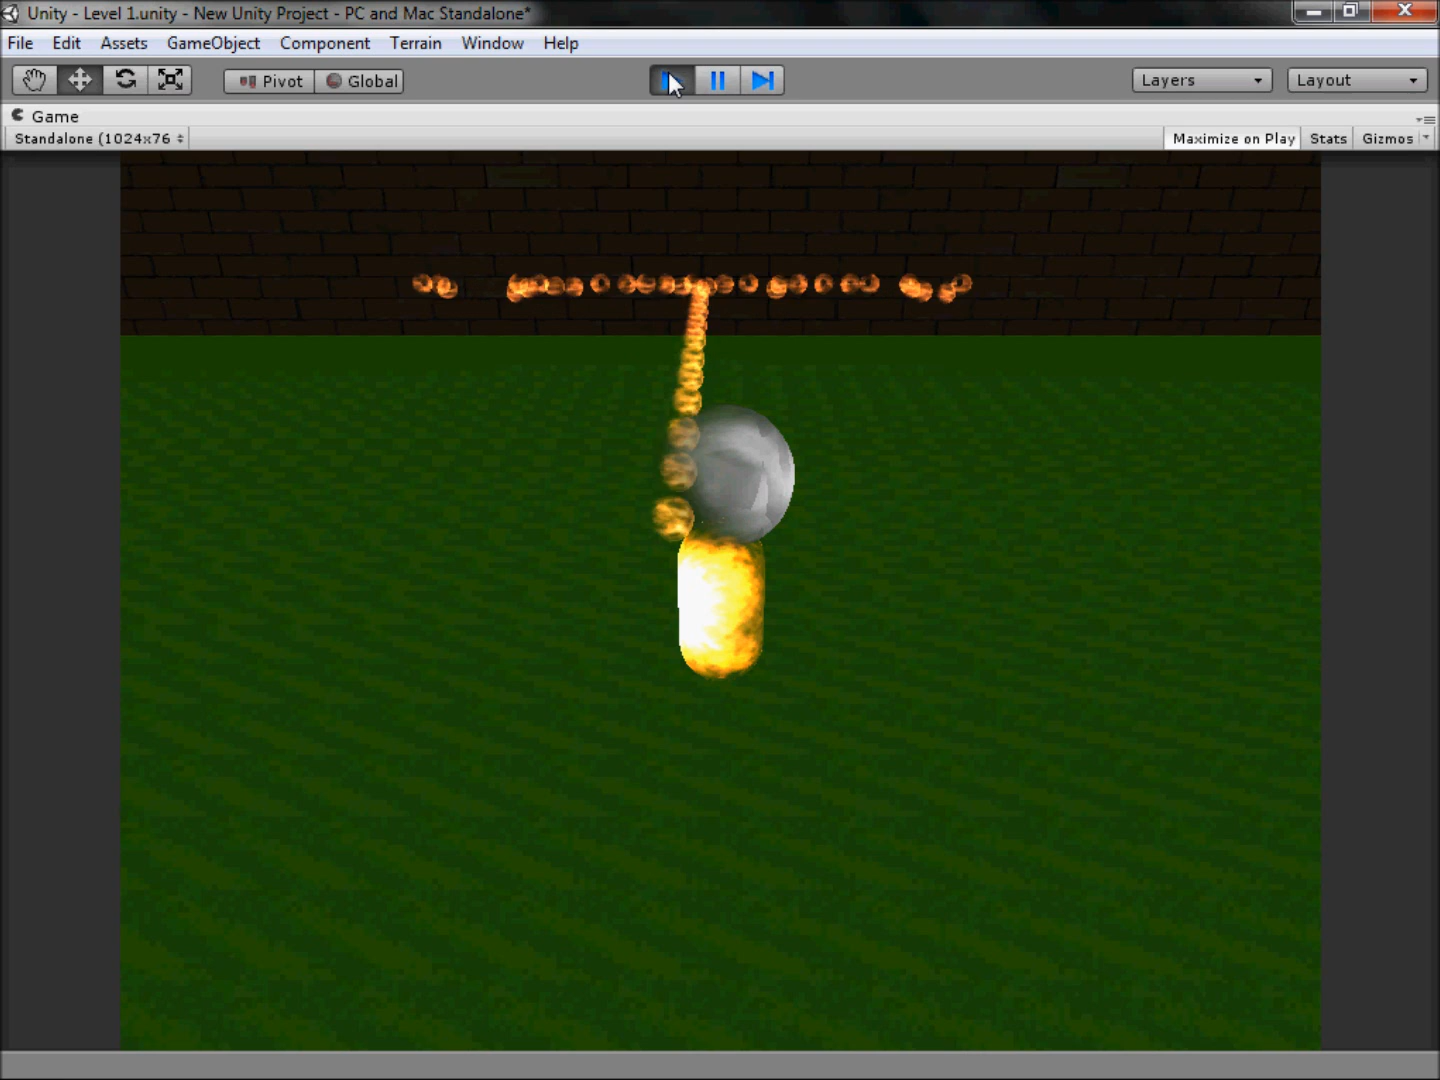 Unity - Level 1.unity - New Unity Project - PC and Mac Standalone*
File Edit Assets GameObject Component Terrain Window Help
Pivot Global Layers Layout
Game
Standalone (1024x76 Maximize on Play Stats Gizmos